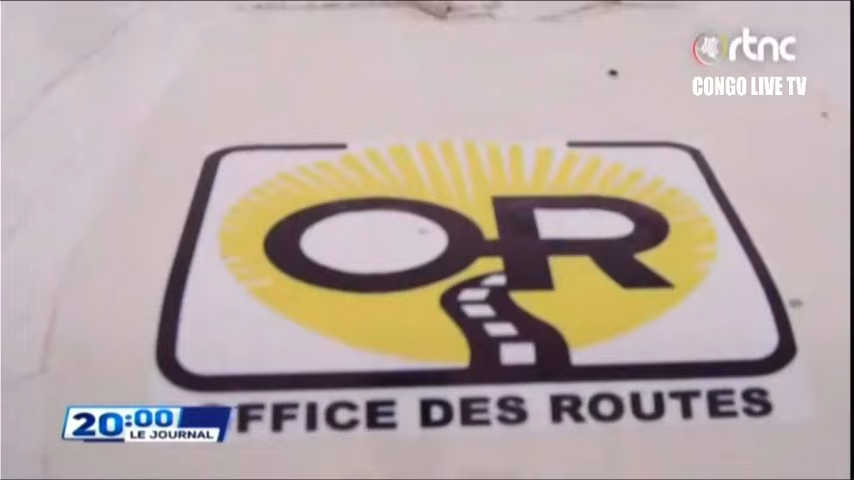 rtnc
CONGO LIVE TV
OR
FFICE DES ROUTES
20:00
LE JOURNAL